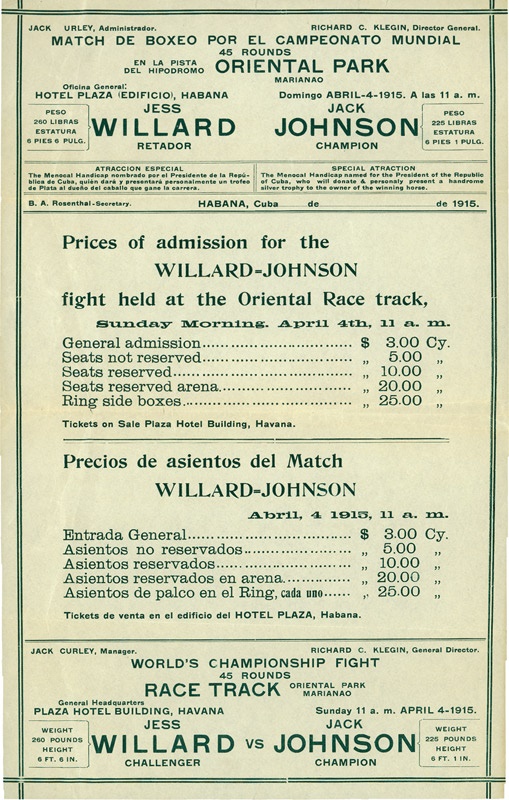 JACK URLEY, Administrador. RICHARD C. KLEGIN, Director General.
MATCH DE BOXEO POR EL CAMPEONATO MUNDIAL
45 ROUNDS
EN LA PISTA DEL HIPODROMO ORIENTAL PARK
MARIANAO
Oficina General:
HOTEL PLAZA (EDIFICIO), HABANA Domingo ABRIL-4-1915. A las 11 a. m.
PESO
260 LIBRAS
ESTATURA
6 PIES 6 PULG.
JESS
WILLARD
RETADOR
JACK
JOHNSON
CHAMPION
PESO
225 LIBRAS
ESTATURA
6 PIES 1 PULG.
ATRACCION ESPECIAL
The Menocal Handicap nombrado por el Presidente de la Repú-
blica de Cuba, quién dará y presentará personalmente un trofeo
de Plata al dueño del caballo que gane la carrera.
SPECIAL ATRACTION
The Menocal Handicap named for the President of the Republic
of Cuba, who will donate & personaly present a handrome
silver trophy to the owner of the winning horse.
B. A. Rosenthal-Secretary. HABANA, Cuba de de 1915.
Prices of admission for the
WILLARD=JOHNSON
fight held at the Oriental Race track,
Sunday Morning. April 4th, 11 a. m.
General admission.................................... $ 3.00 Cy.
Seats not reserved................................... „ 5.00 „
Seats reserved....................................... „ 10.00 „
Seats reserved arena................................. „ 20.00 „
Ring side boxes...................................... „ 25.00 „
Tickets on Sale Plaza Hotel Building, Havana.
Precios de asientos del Match
WILLARD=JOHNSON
Abril, 4 1915, 11 a. m.
Entrada General...................................... $ 3.00 Cy.
Asientos no reservados............................... „ 5.00 „
Asientos reservados.................................. „ 10.00 „
Asientos reservados en arena......................... „ 20.00 „
Asientos de palco en el Ring, cada uno...... „ 25.00 „
Tickets de venta en el edificio del HOTEL PLAZA, Habana.
JACK CURLEY, Manager. RICHARD C. KLEGIN, General Director.
WORLD'S CHAMPIONSHIP FIGHT
45 ROUNDS
RACE TRACK ORIENTAL PARK MARIANAO
General Headquarters
PLAZA HOTEL BUILDING, HAVANA Sunday 11 a. m. APRIL 4-1915.
WEIGHT
260 POUNDS
HEIGHT
6 FT. 6 IN.
JESS
WILLARD
CHALLENGER
VS
JACK
JOHNSON
CHAMPION
WEIGHT
225 POUNDS
HEIGHT
6 FT. 1 IN.